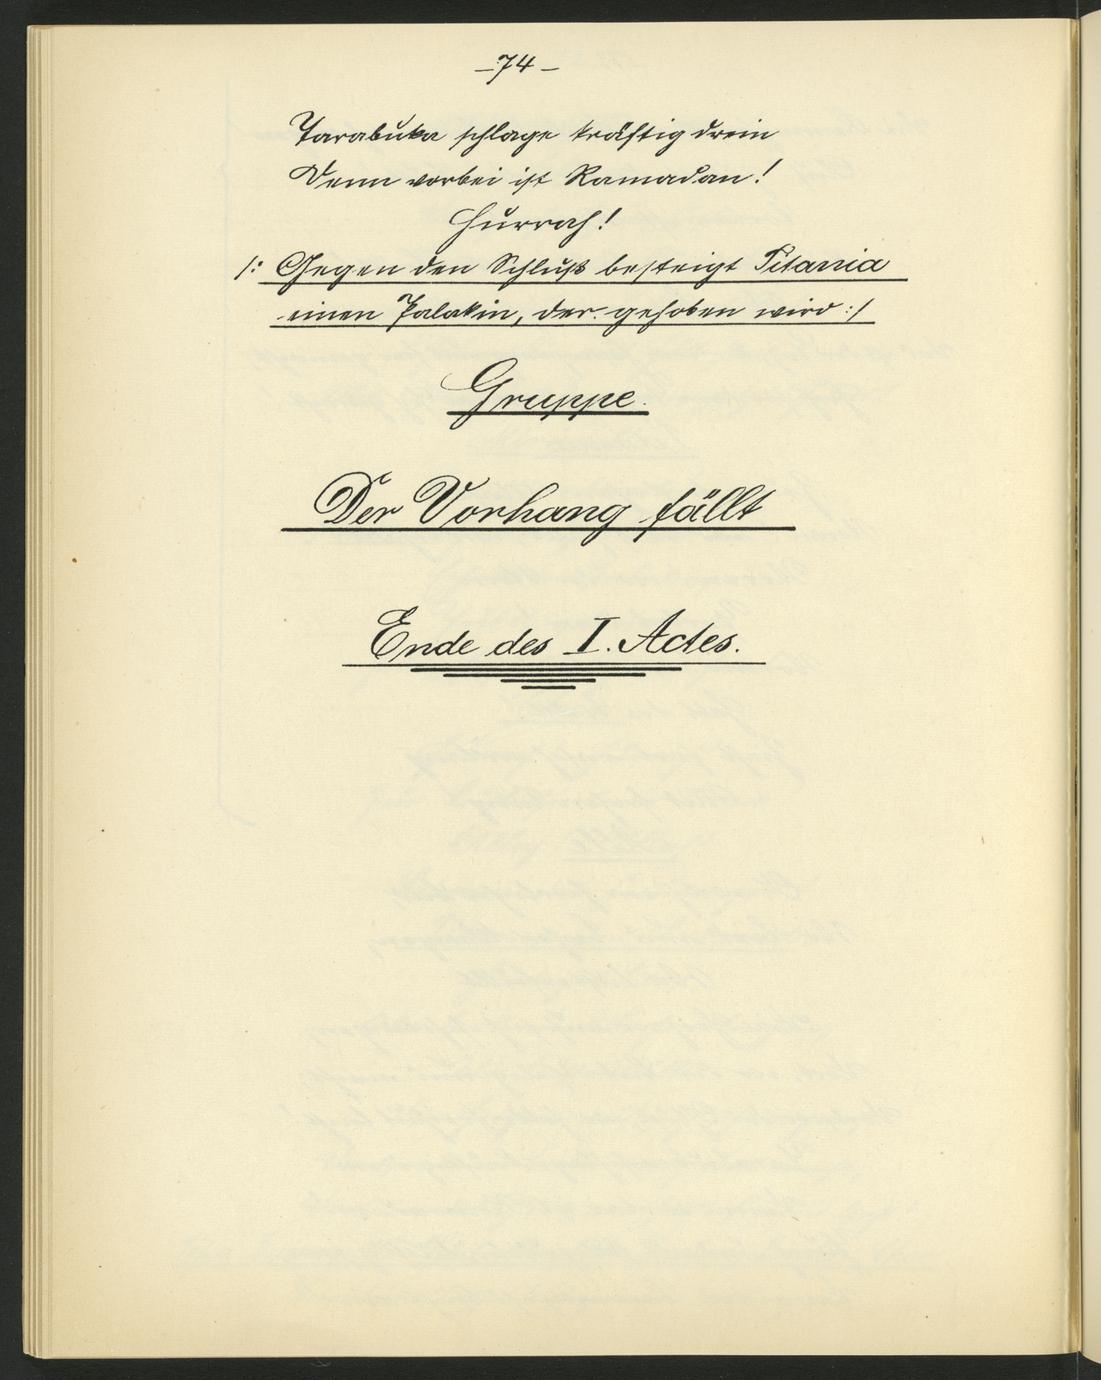 –74–
Tarabuka schlage kräftig drein
Denn vorbei ist Ramadan!
Hurrah!
/: Gegen den Schluß besteigt Titania
einen Palakin, der gehoben wird :/
Gruppe.
Der Vorhang fällt
Ende des I. Actes.